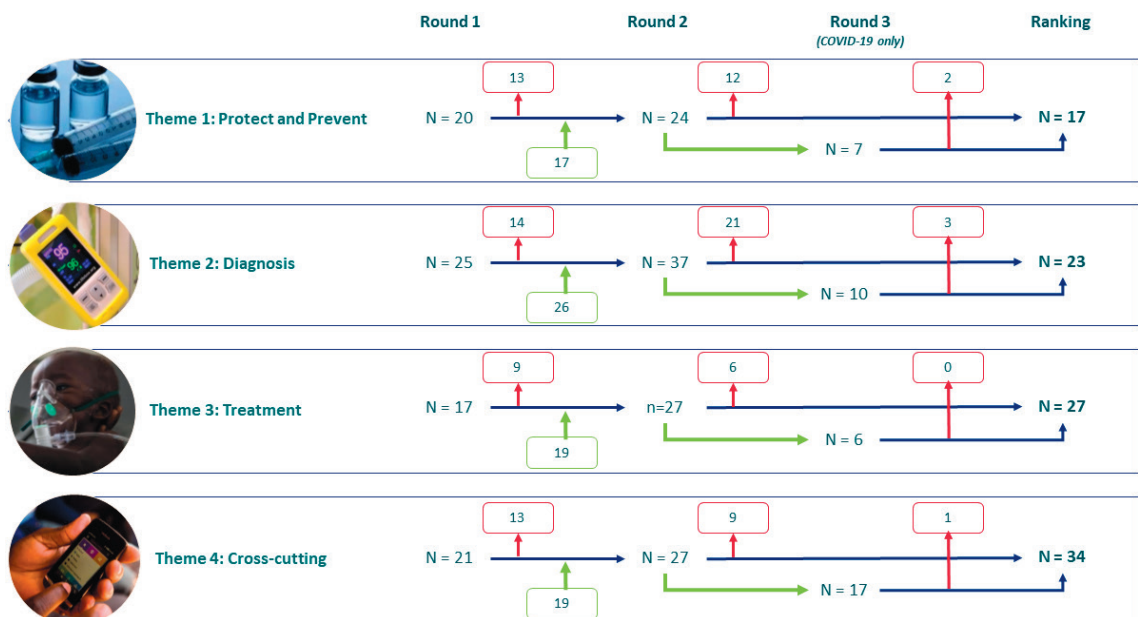 Round 1 Round 2 Round 3 Ranking
(COVID-19 only)
13 12 2
Theme 1: Protect and Prevent N = 20 N = 24 N = 17
17 N = 7
14 21 3
Theme 2: Diagnosis N = 25 N = 37 N = 23
26 N = 10
9 6 0
Theme 3: Treatment N = 17 n=27 N = 27
19 N = 6
13 9 1
Theme 4: Cross-cutting N = 21 N = 27 N = 34
19 N = 17